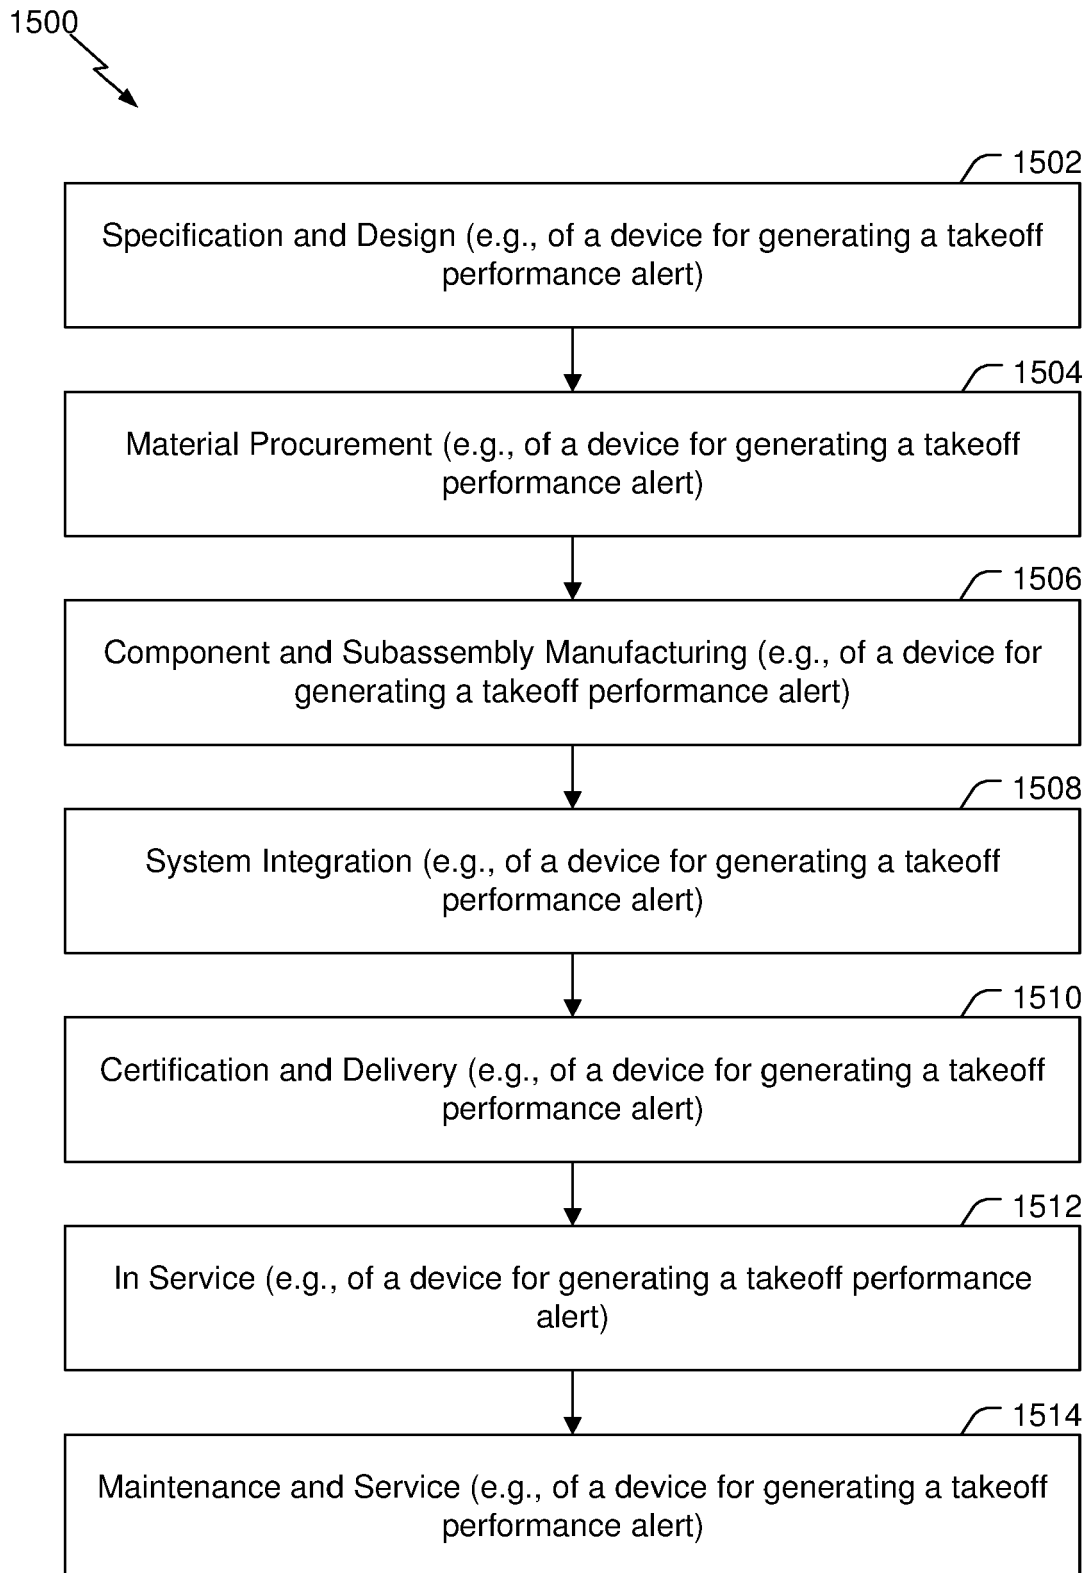 1500
1502
Specification and Design (e.g., of a device for generating a takeoff
performance alert)
1504
Material Procurement (e.g., of a device for generating a takeoff
performance alert)
1506
Component and Subassembly Manufacturing (e.g., of a device for
generating a takeoff performance alert)
1508
System Integration (e.g., of a device for generating a takeoff
performance alert)
1510
Certification and Delivery (e.g., of a device for generating a takeoff
performance alert)
1512
In Service (e.g., of a device for generating a takeoff performance
alert)
1514
Maintenance and Service (e.g., of a device for generating a takeoff
performance alert)